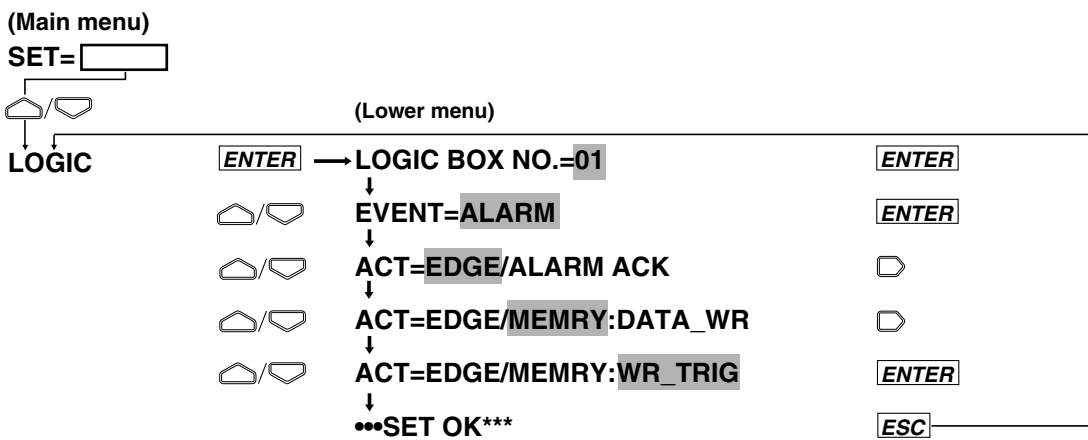 (Main menu)
SET=
/
(Lower menu)
LOGIC ENTER LOGIC BOX NO.=01 ENTER
/ EVENT=ALARM ENTER
/ ACT=EDGE/ALARM ACK
/ ACT=EDGE/MEMRY:DATA_WR
/ ACT=EDGE/MEMRY:WR_TRIG ENTER
•••SET OK*** ESC